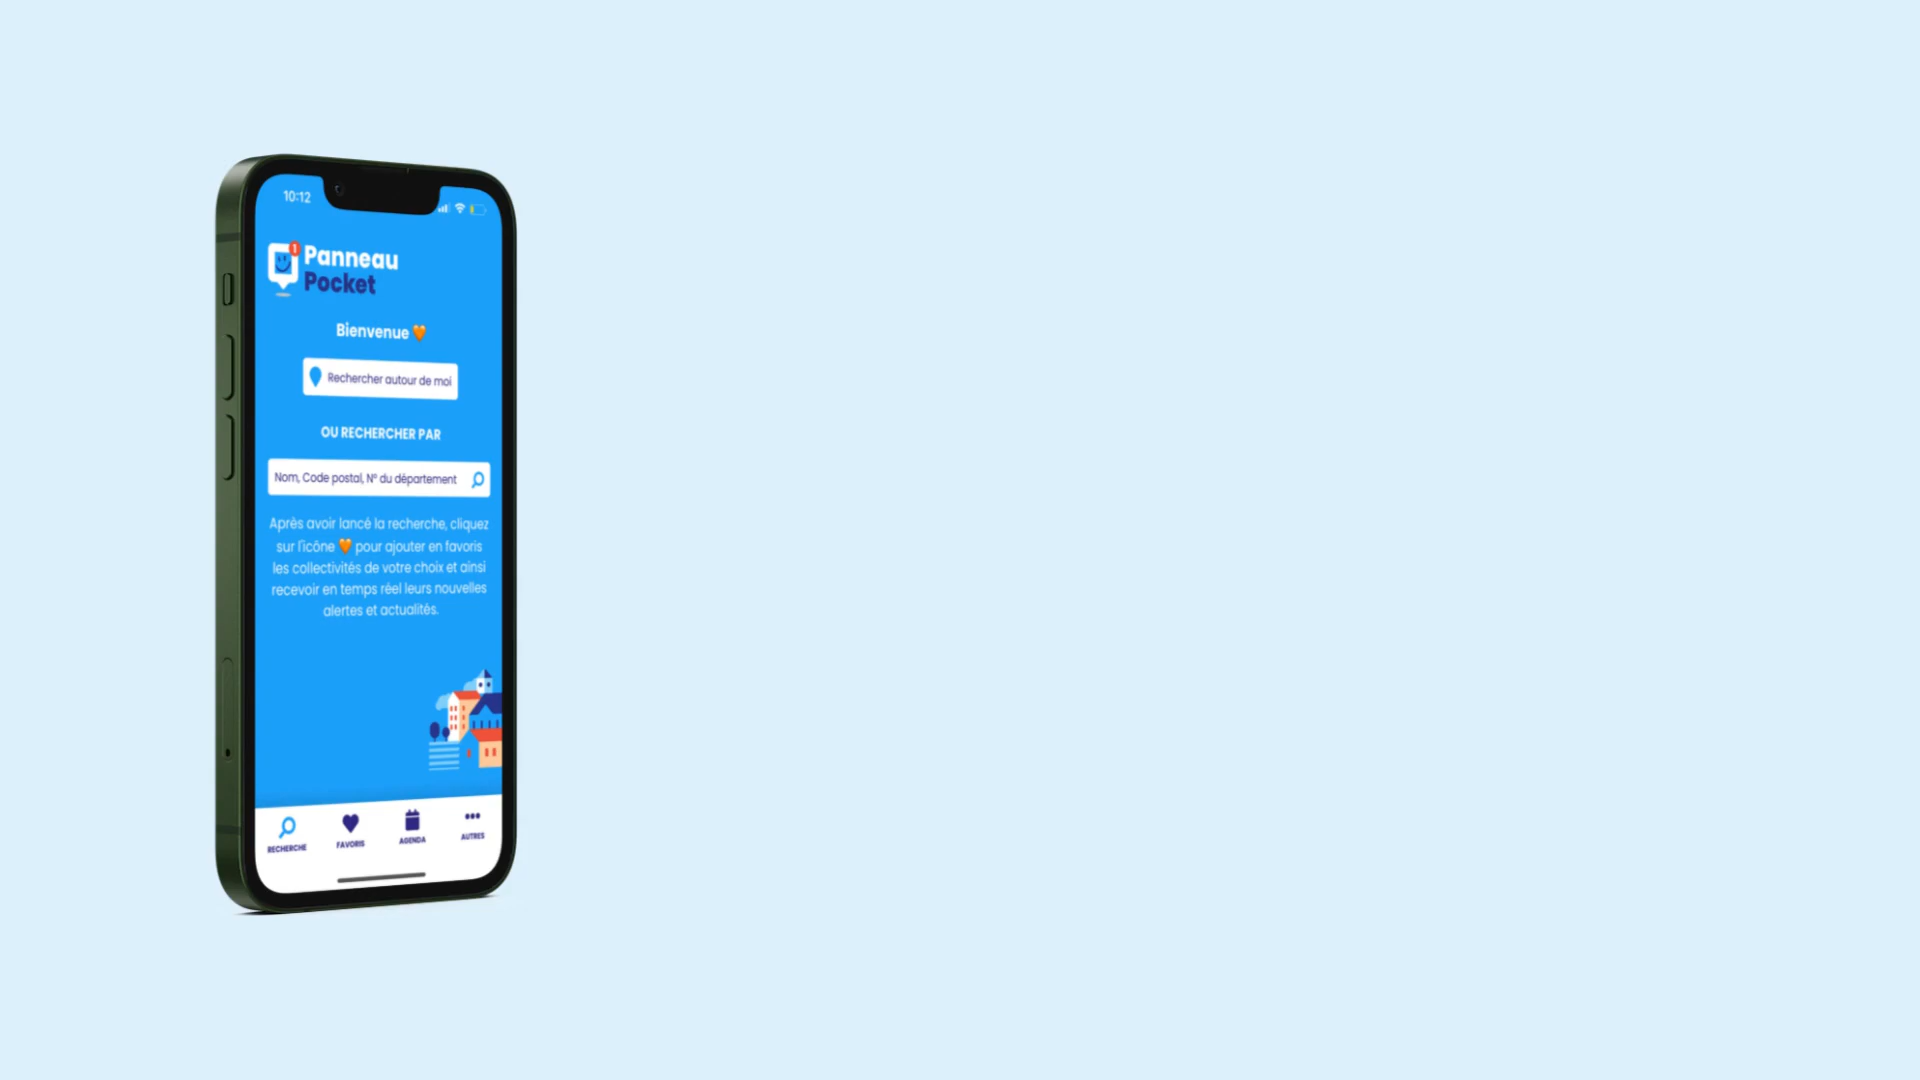 10:12
1
Panneau
Pocket
Bienvenue 🧡
Rechercher autour de moi
OU RECHERCHER PAR
Nom, Code postal, N° du département
Après avoir lancé la recherche, cliquez
sur l'icône 🧡 pour ajouter en favoris
les collectivités de votre choix et ainsi
recevoir en temps réel leurs nouvelles
alertes et actualités.
RECHERCHE FAVORIS AGENDA AUTRES